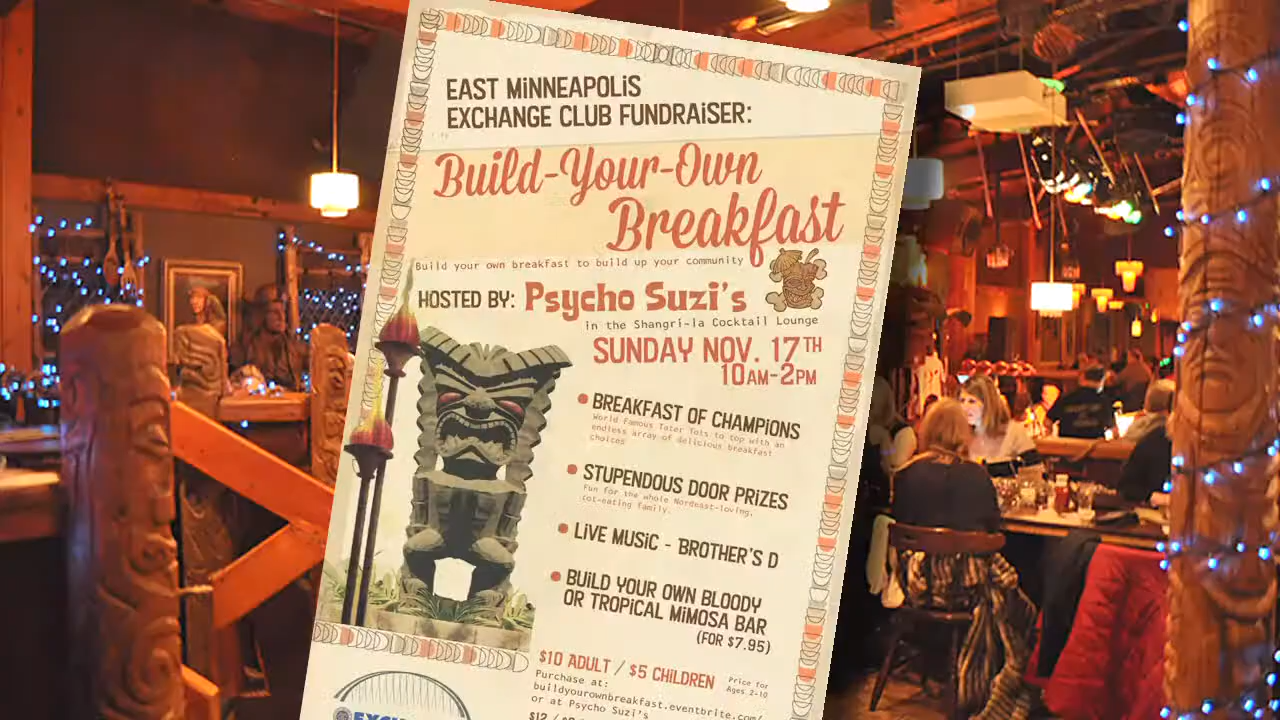 EAST MiNNEAPOLiS
EXCHANGE CLUB FUNDRAiSER:
Build-Your-Own
Breakfast
Build your own breakfast to build up your community
HOSTED BY: Psycho Suzi's
in the Shangri-la Cocktail Lounge
SUNDAY NOV. 17TH
10AM-2PM
BREAKFAST OF CHAMPiONS
World Famous Tater Tots to top with an
endless array of delicious breakfast
choices
STUPENDOUS DOOR PRiZES
Fun for the whole Nordeast-loving,
tot-eating family.
LiVE MUSiC - BROTHER'S D
BUiLD YOUR OWN BLOODY
OR TROPiCAL MiMOSA BAR
(FOR $7.95)
$10 ADULT / $5 CHiLDREN
Price for
Ages 2-10
Purchase at:
buildyourownbreakfast.eventbrite.com/
or at Psycho Suzi's
$12 /